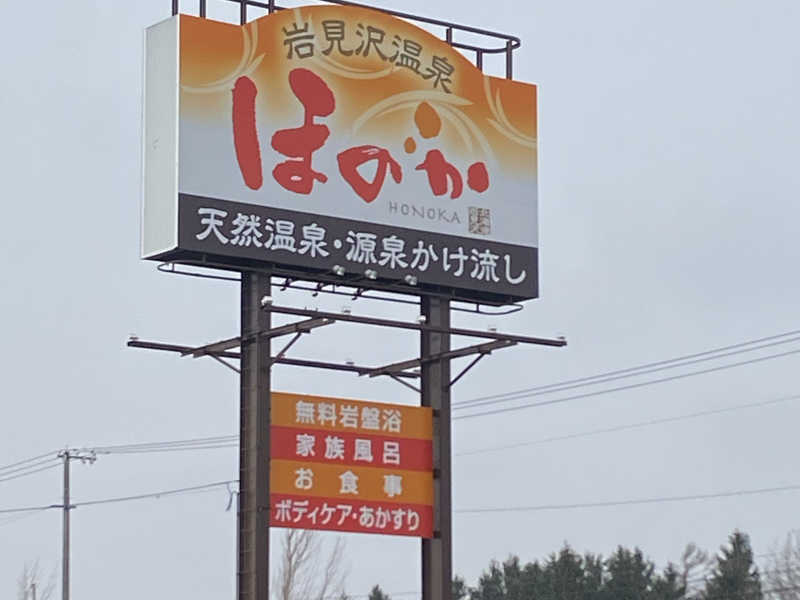 岩見沢温泉
ほのか
HONOKA
天然温泉・源泉かけ流し
無料岩盤浴
家族風呂
お食事
ボディケア・あかすり